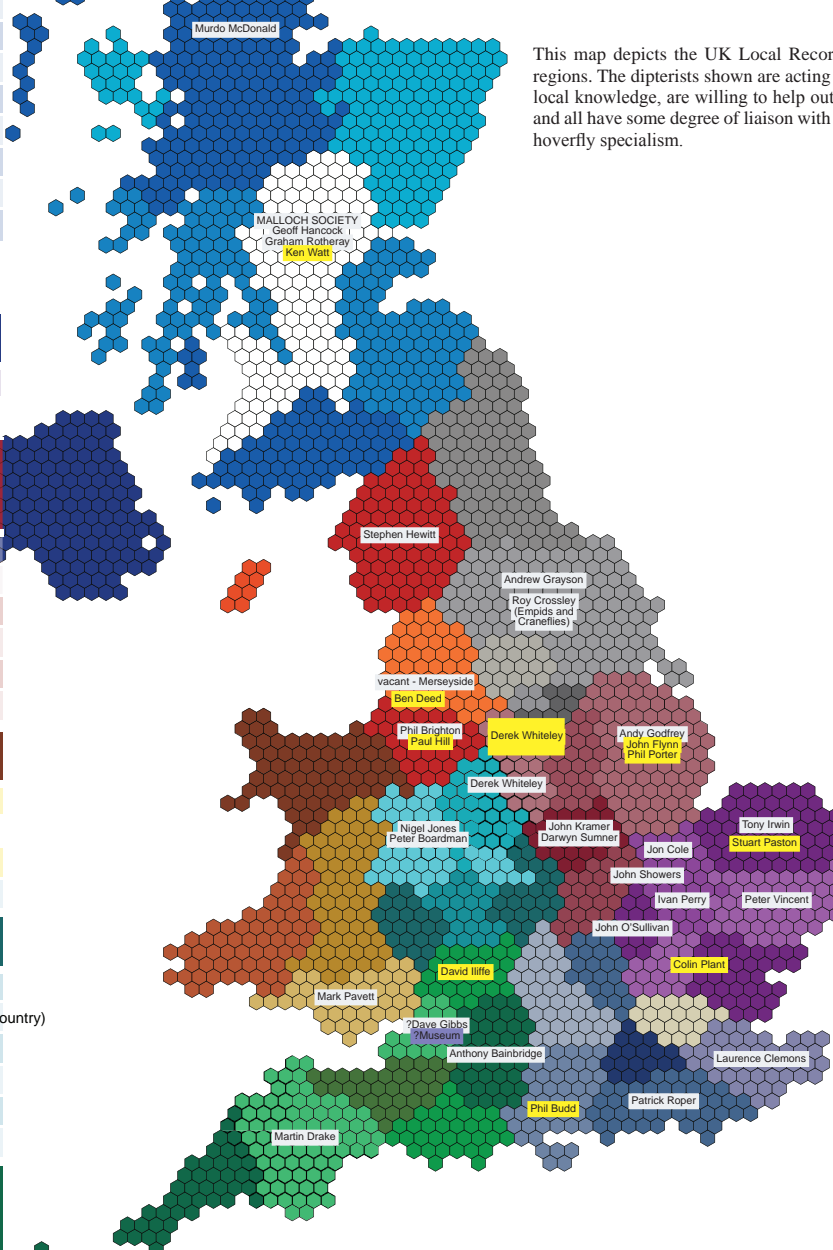 Murdo McDonald
This map depicts the UK Local Recor
regions. The dipterists shown are acting
local knowledge, are willing to help out
and all have some degree of liaison with
hoverfly specialism.
MALLOCH SOCIETY
Geoff Hancock
Graham Rotheray
Ken Watt
Stephen Hewitt
Andrew Grayson
Roy Crossley
(Empids and
Craneflies)
vacant - Merseyside
Ben Deed
Phil Brighton
Paul Hill
Derek Whiteley
Andy Godfrey
John Flynn
Phil Porter
Derek Whiteley
Nigel Jones
Peter Boardman
John Kramer
Darwyn Sumner
Tony Irwin
Stuart Paston
Jon Cole
John Showers
Ivan Perry
Peter Vincent
John O'Sullivan
Colin Plant
David Iliffe
Mark Pavett
ountry)
?Dave Gibbs
?Museum
Anthony Bainbridge
Laurence Clemons
Patrick Roper
Phil Budd
Martin Drake